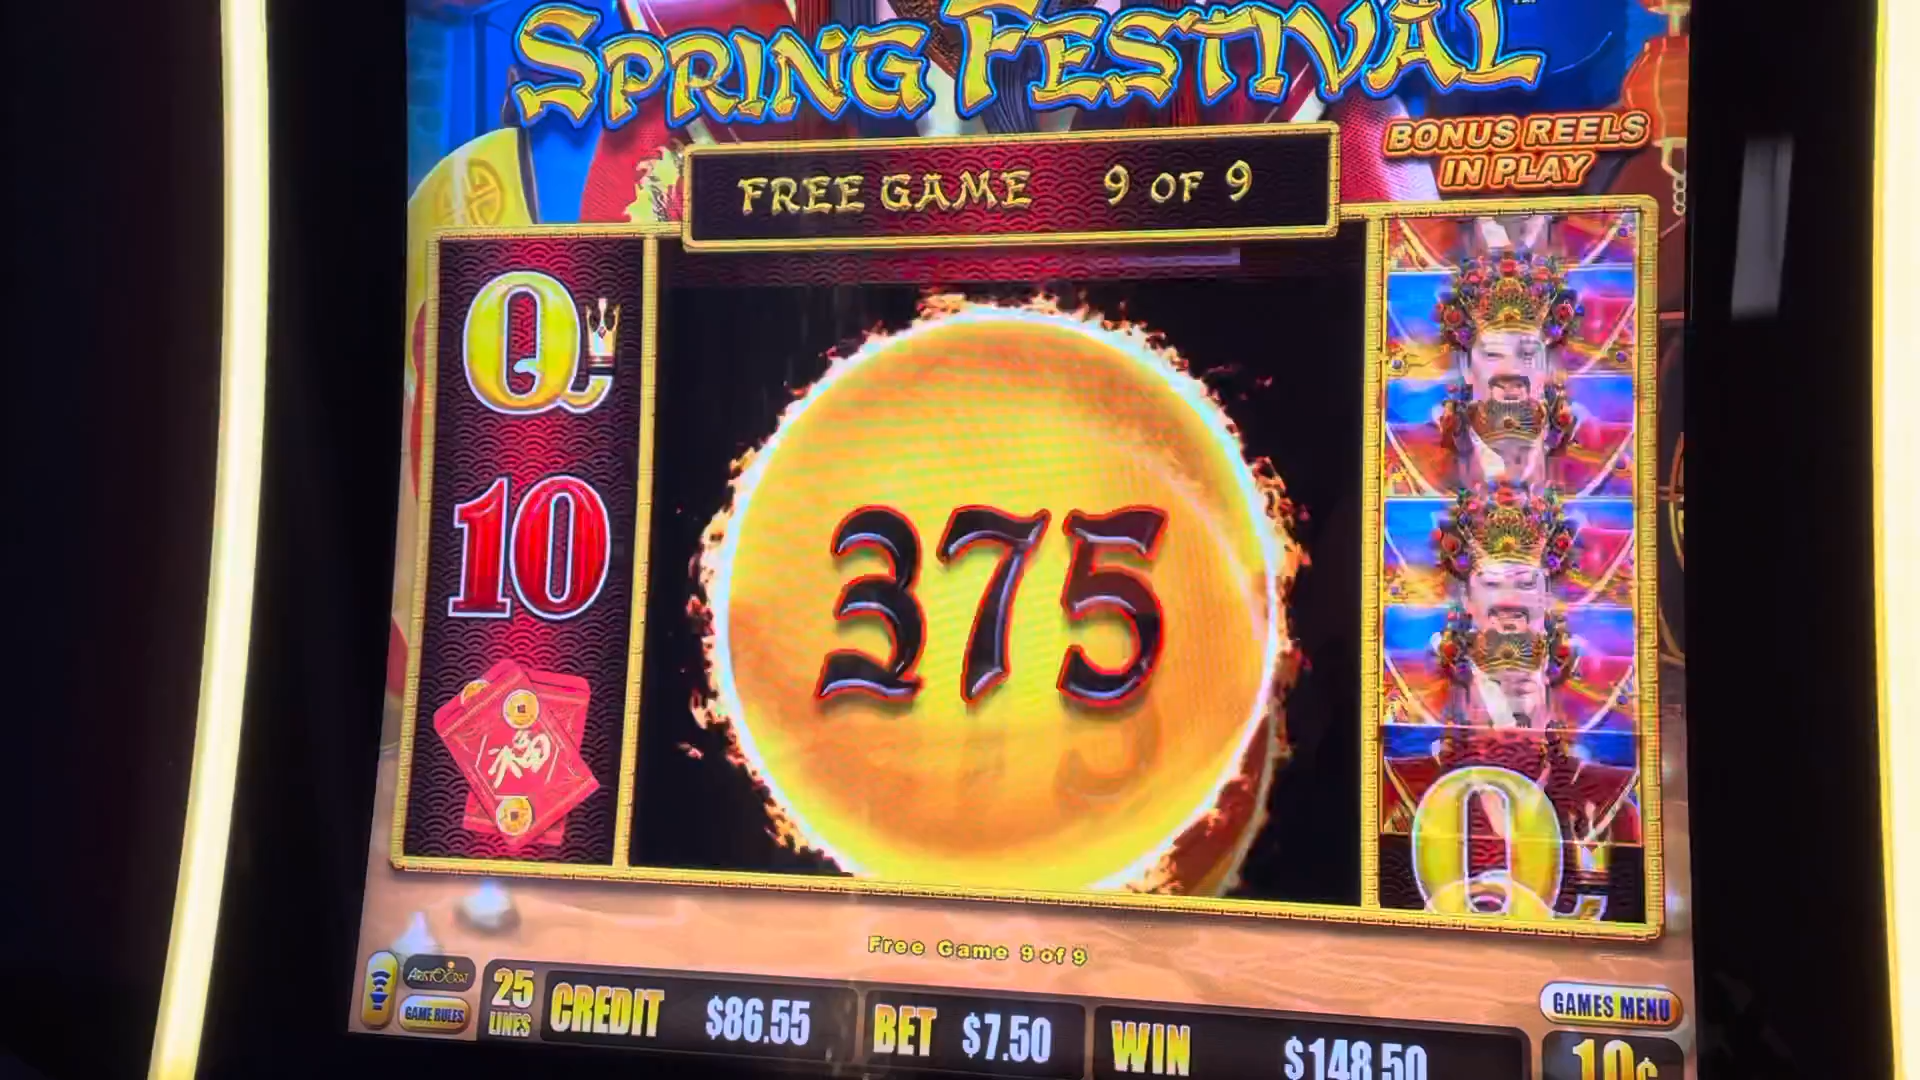 SPRING FESTIVAL
BONUS REELS
IN PLAY
FREE GAME 9 OF 9
Q
10
375
福
Q
Free Game 9 of 9
ARISTOCRAT
GAME RULES
25
LINES
CREDIT $86.55
BET $7.50
WIN $148.50
GAMES MENU
10¢